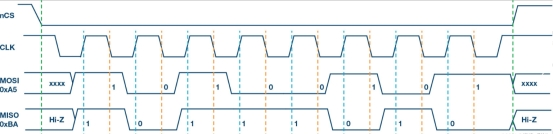 nCS
CLK
MOSI
0xA5
xxxx 1 0 1 0 0 1 0 1 xxxx
MISO
0xBA
Hi-Z 1 0 1 1 1 0 1 0 Hi-Z